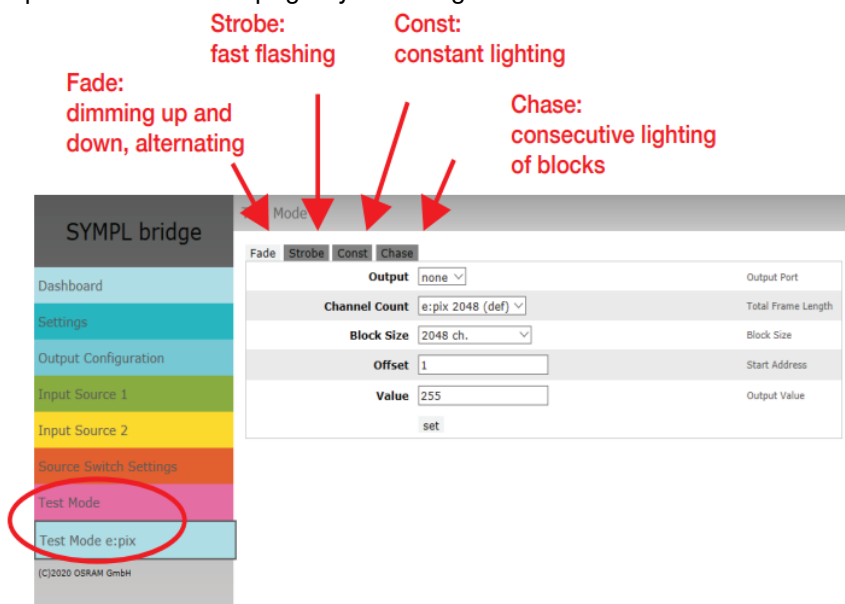 Strobe:
fast flashing
Const:
constant lighting
Fade:
dimming up and
down, alternating
Chase:
consecutive lighting
of blocks
SYMPL bridge
Mode
Dashboard
Settings
Output Configuration
Input Source 1
Input Source 2
Source Switch Settings
Test Mode
Test Mode e:pix
(C)2020 OSRAM GmbH
Fade Strobe Const Chase
Output none Output Port
Channel Count e:pix 2048 (def) Total Frame Length
Block Size 2048 ch. Block Size
Offset 1 Start Address
Value 255 Output Value
set